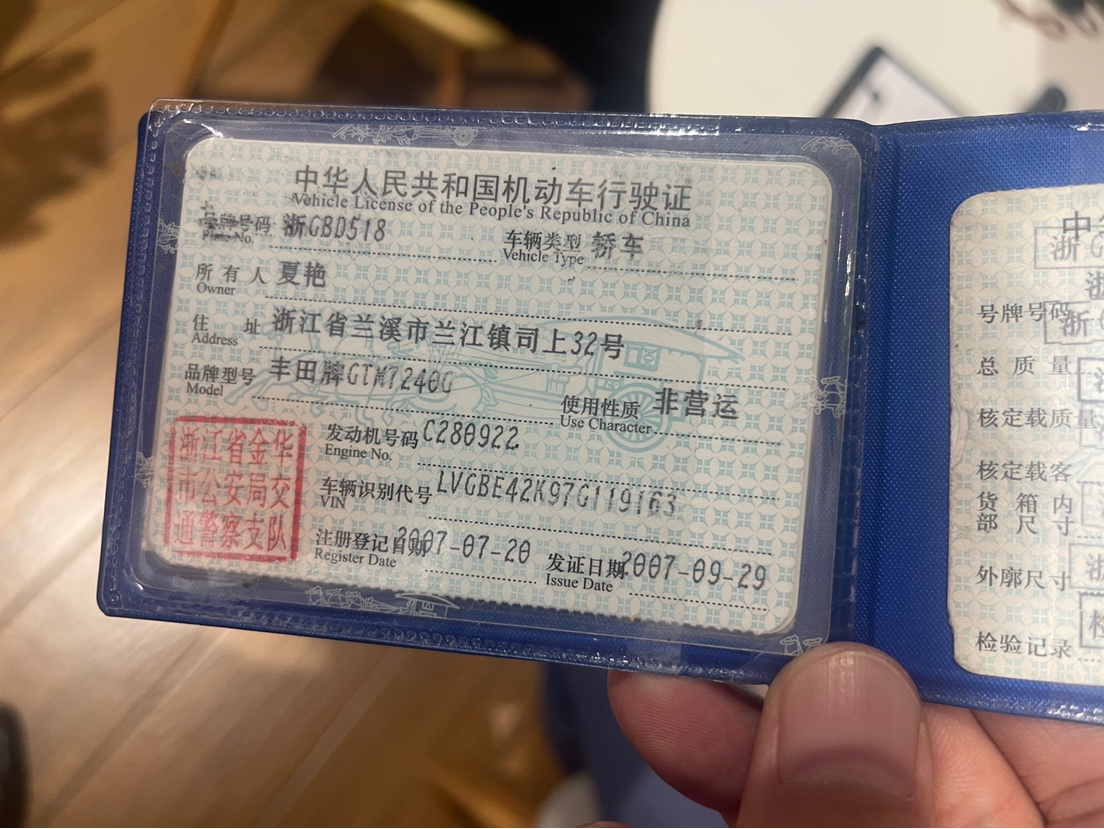 中华人民共和国机动车行驶证
Vehicle License of the People's Republic of China
号牌号码 浙GBD518 车辆类型 轿车
Plate No. Vehicle Type
所有人 夏艳
Owner
住址 浙江省兰溪市兰江镇司上32号
Address
品牌型号 丰田牌GTM7240G 使用性质 非营运
Model Use Character
浙江省金华
市公安局交
通警察支队
发动机号码 C280922
Engine No.
车辆识别代号 LVGBE42K97G119163
VIN
注册登记日期 2007-07-20 发证日期 2007-09-29
Register Date Issue Date
中
浙G
号牌号码
浙
总质量
核定载质量
核定载客
货箱内
部尺寸
外廓尺寸
检验记录